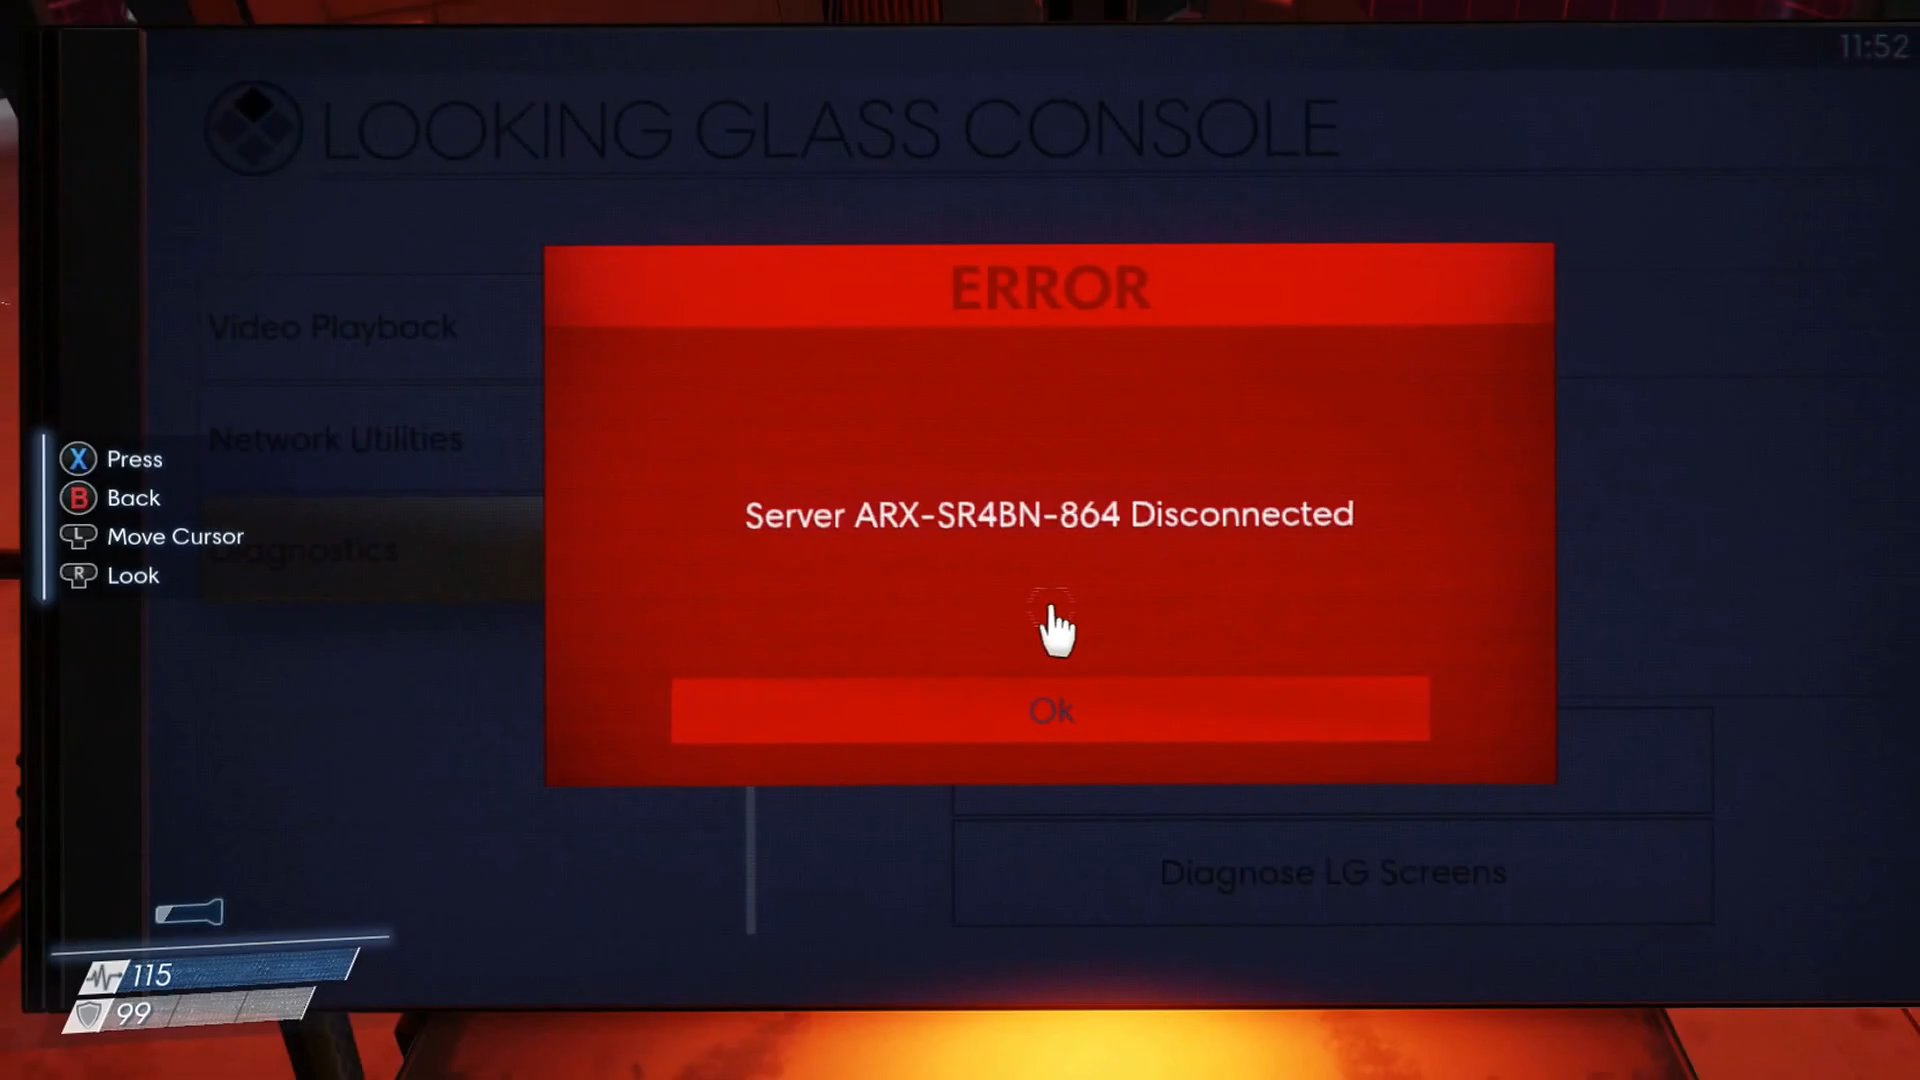 11:52
LOOKING GLASS CONSOLE
ERROR
Video Playback
Network Utilities
X Press
B Back
L Move Cursor
Diagnostics
R Look
Server ARX-SR4BN-864 Disconnected
Ok
Diagnose LG Screens
115
99